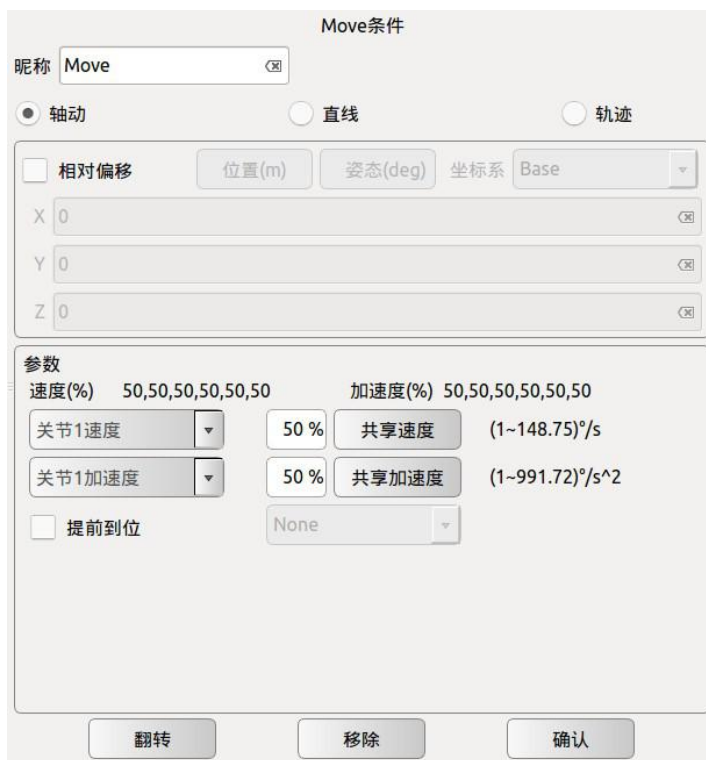 Move条件
昵称 Move
轴动 直线 轨迹
相对偏移 位置(m) 姿态(deg) 坐标系 Base
X 0
Y 0
Z 0
参数
速度(%) 50,50,50,50,50,50 加速度(%) 50,50,50,50,50,50
关节1速度 50 % 共享速度 (1~148.75)°/s
关节1加速度 50 % 共享加速度 (1~991.72)°/s^2
提前到位 None
翻转 移除 确认